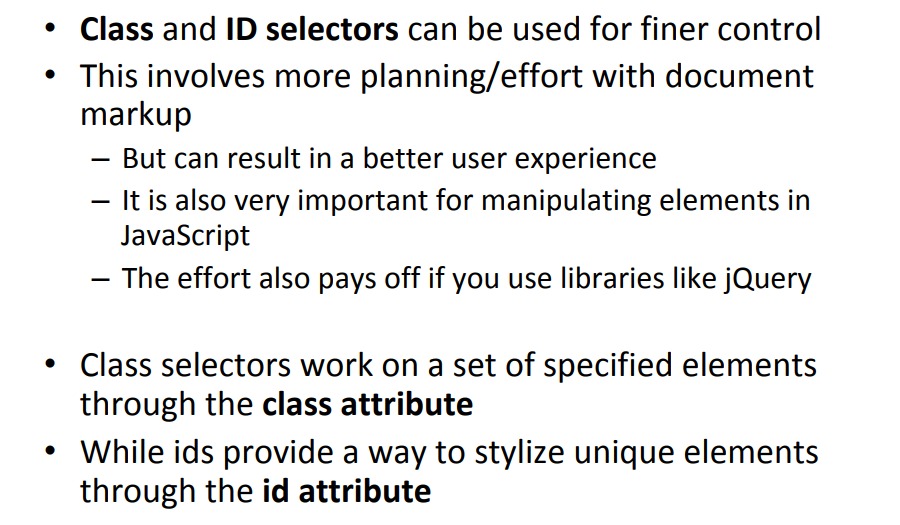 • Class and ID selectors can be used for finer control
• This involves more planning/effort with document
markup
– But can result in a better user experience
– It is also very important for manipulating elements in
JavaScript
– The effort also pays off if you use libraries like jQuery
• Class selectors work on a set of specified elements
through the class attribute
• While ids provide a way to stylize unique elements
through the id attribute